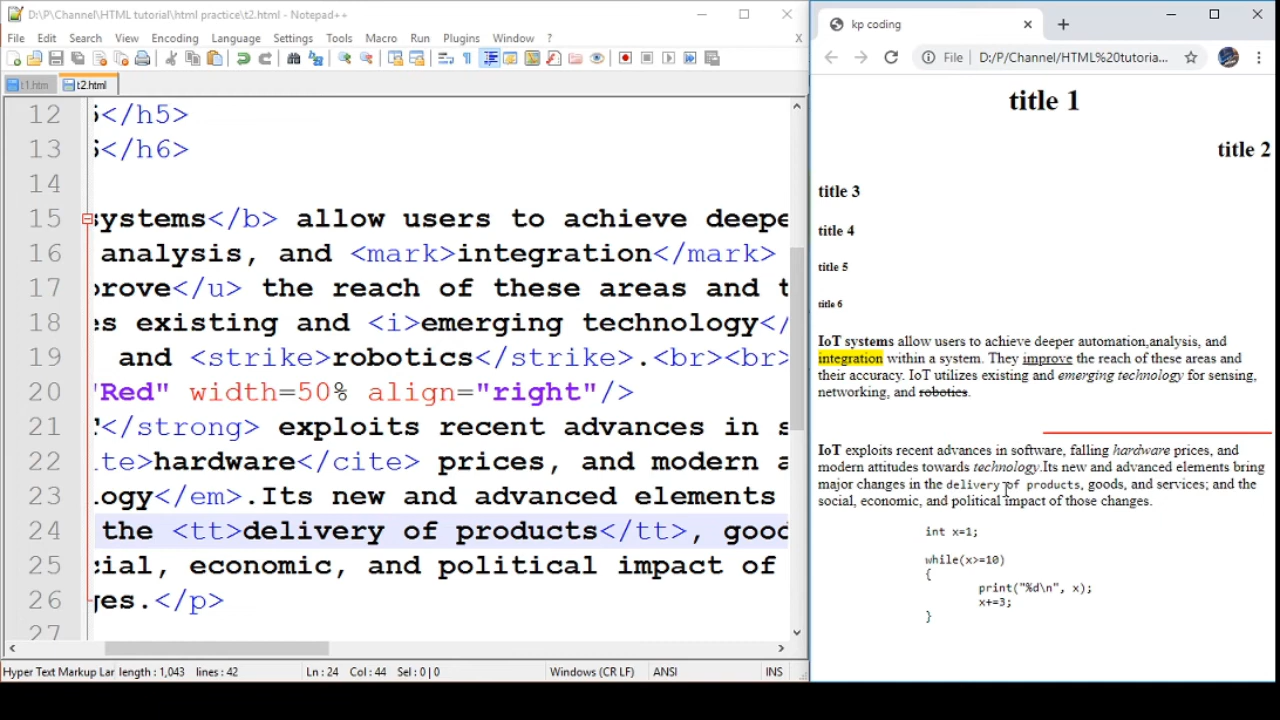 D:\P\Channel\HTML tutorial\html practice\t2.html - Notepad++
File Edit Search View Encoding Language Settings Tools Macro Run Plugins Window ? X
t1.htm t2.html
12 5</h5>
13 6</h6>
14
15 systems</b> allow users to achieve deepe
16 analysis, and <mark>integration</mark>
17 prove</u> the reach of these areas and t
18 es existing and <i>emerging technology</
19 and <strike>robotics</strike>.<br><br>
20 "Red" width=50% align="right"/>
21 </strong> exploits recent advances in s
22 te>hardware</cite> prices, and modern a
23 logy</em>.Its new and advanced elements
24 the <tt>delivery of products</tt>, good
25 cial, economic, and political impact of
26 ges.</p>
27
Hyper Text Markup Lar length : 1,043 lines : 42 Ln : 24 Col : 44 Sel : 0 | 0 Windows (CR LF) ANSI INS
kp coding
File D:/P/Channel/HTML%20tutoria...
title 1
title 2
title 3
title 4
title 5
title 6
IoT systems allow users to achieve deeper automation,analysis, and
integration within a system. They improve the reach of these areas and
their accuracy. IoT utilizes existing and emerging technology for sensing,
networking, and robotics.
IoT exploits recent advances in software, falling hardware prices, and
modern attitudes towards technology.Its new and advanced elements bring
major changes in the delivery of products, goods, and services; and the
social, economic, and political impact of those changes.
int x=1;
while(x>=10)
{
print("%d\n", x);
x+=3;
}